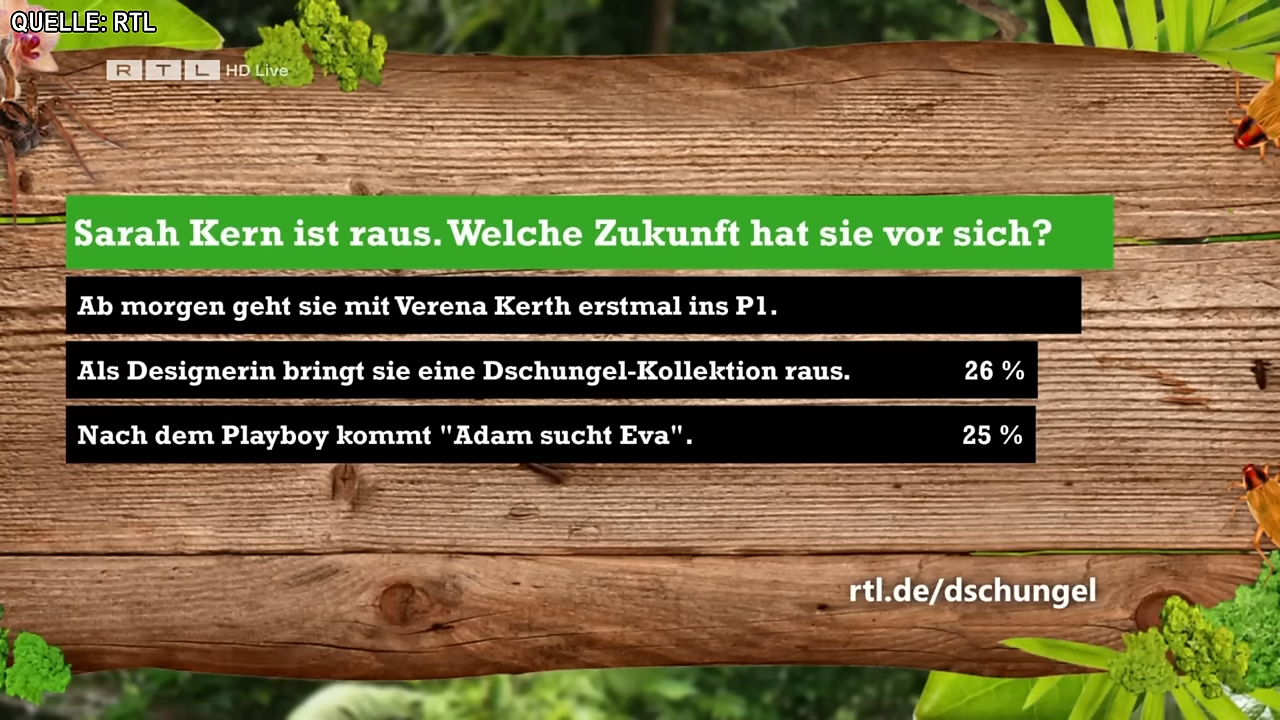 QUELLE: RTL
RTL HD Live
Sarah Kern ist raus. Welche Zukunft hat sie vor sich?
Ab morgen geht sie mit Verena Kerth erstmal ins P1.
Als Designerin bringt sie eine Dschungel-Kollektion raus. 26 %
Nach dem Playboy kommt "Adam sucht Eva". 25 %
rtl.de/dschungel